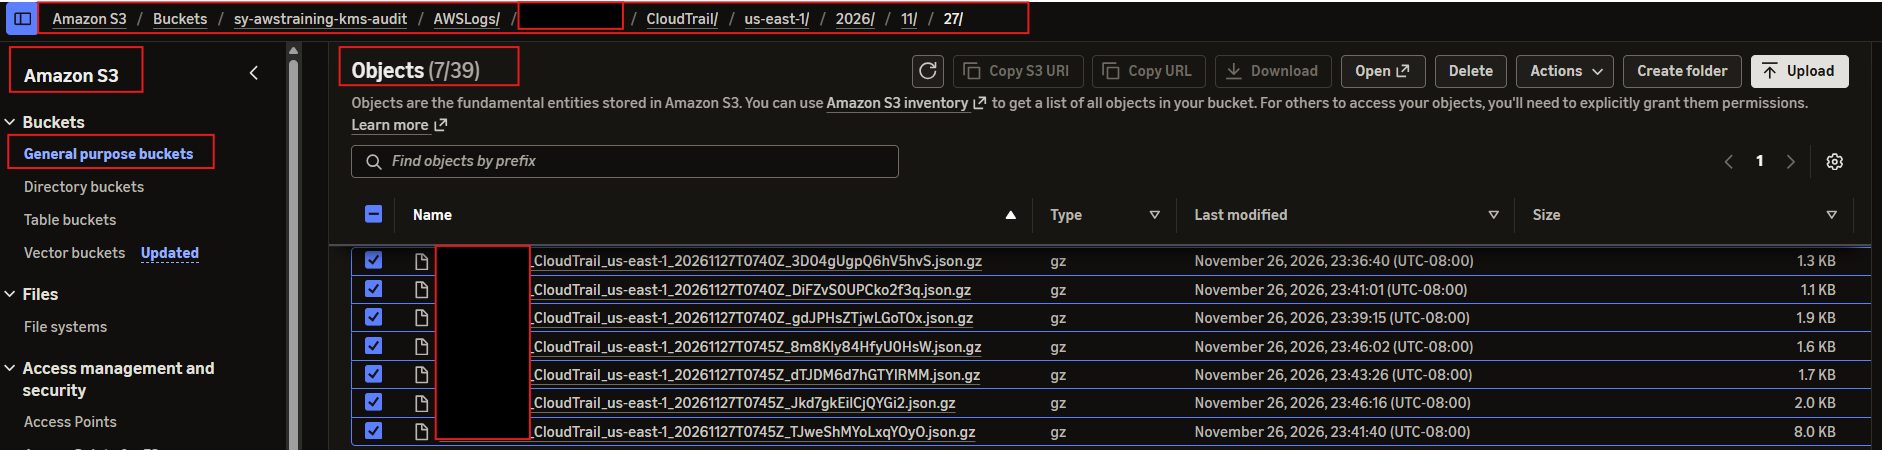 Amazon S3 / Buckets / sy-awstraining-kms-audit / AWSLogs/ / / CloudTrail/ / us-east-1/ / 2026/ / 11/ / 27/
Amazon S3
Buckets
General purpose buckets
Directory buckets
Table buckets
Vector buckets Updated
Files
File systems
Access management and
security
Access Points
Objects (7/39)
Copy S3 URI Copy URL Download Open Delete Actions Create folder Upload
Objects are the fundamental entities stored in Amazon S3. You can use Amazon S3 inventory to get a list of all objects in your bucket. For others to access your objects, you'll need to explicitly grant them permissions.
Learn more
Find objects by prefix
1
Name Type Last modified Size
_CloudTrail_us-east-1_20261127T0740Z_3D04gUgpQ6hV5hvS.json.gz gz November 26, 2026, 23:36:40 (UTC-08:00) 1.3 KB
_CloudTrail_us-east-1_20261127T0740Z_DiFZvS0UPCko2f3q.json.gz gz November 26, 2026, 23:41:01 (UTC-08:00) 1.1 KB
_CloudTrail_us-east-1_20261127T0740Z_gdJPHsZTjwLGoTOx.json.gz gz November 26, 2026, 23:39:15 (UTC-08:00) 1.9 KB
_CloudTrail_us-east-1_20261127T0745Z_8m8Kly84HfyU0HsW.json.gz gz November 26, 2026, 23:46:02 (UTC-08:00) 1.6 KB
_CloudTrail_us-east-1_20261127T0745Z_dTJDM6d7hGTYIRMM.json.gz gz November 26, 2026, 23:43:26 (UTC-08:00) 1.7 KB
_CloudTrail_us-east-1_20261127T0745Z_Jkd7gkEilCjQYGi2.json.gz gz November 26, 2026, 23:46:16 (UTC-08:00) 2.0 KB
_CloudTrail_us-east-1_20261127T0745Z_TJweShMYoLxqYOyO.json.gz gz November 26, 2026, 23:41:40 (UTC-08:00) 8.0 KB